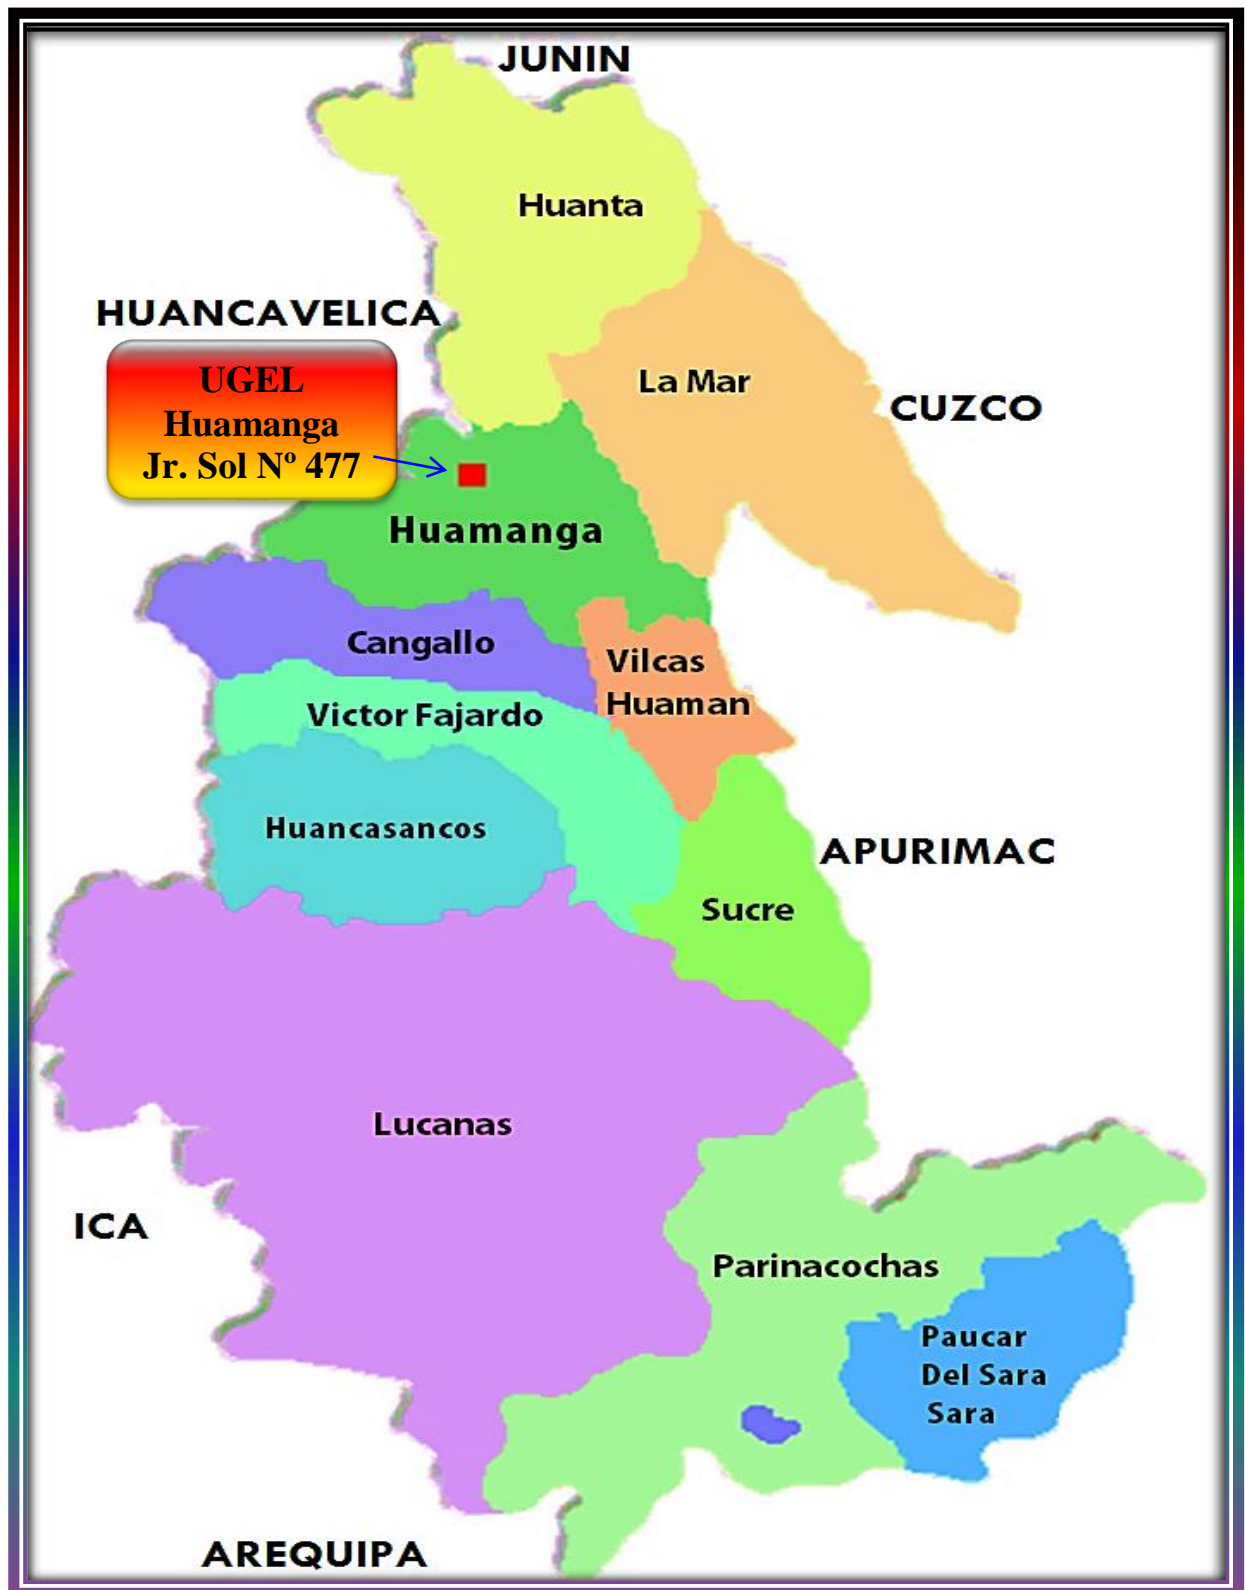 JUNIN
Huanta
HUANCAVELICA
UGEL
Huamanga
Jr. Sol Nº 477
La Mar
CUZCO
Huamanga
Cangallo
Vilcas
Huaman
Victor Fajardo
Huancasancos
APURIMAC
Sucre
Lucanas
ICA
Parinacochas
Paucar
Del Sara
Sara
AREQUIPA